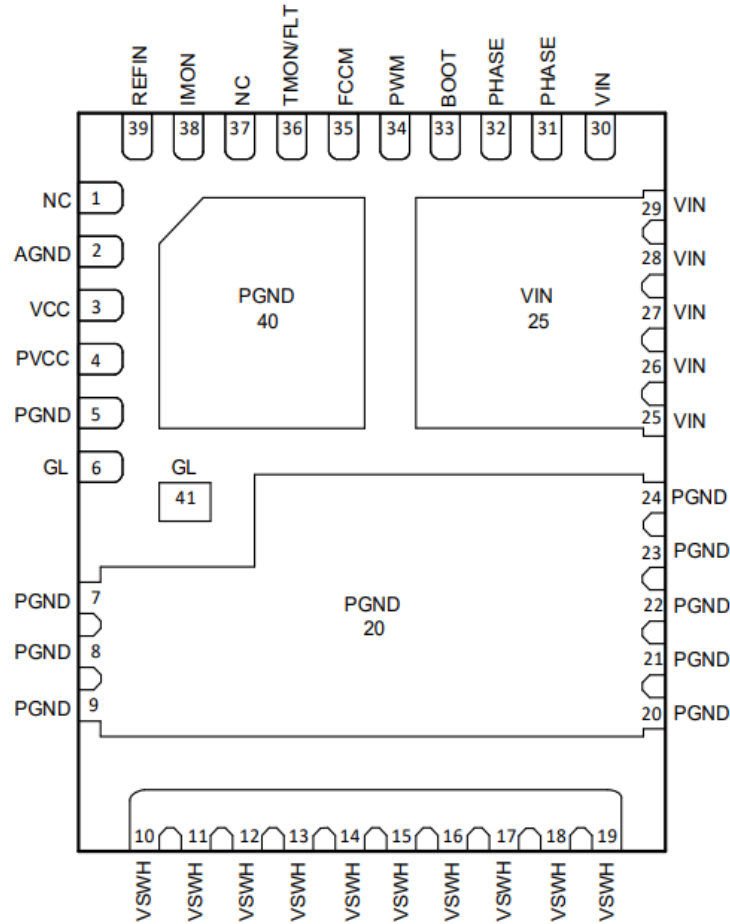 REFIN IMON NC TMON/FLT FCCM PWM BOOT PHASE PHASE VIN
39 38 37 36 35 34 33 32 31 30
NC 1
29 VIN
AGND 2
28 VIN
VCC 3
PGND
40
VIN
25
27 VIN
PVCC 4
26 VIN
PGND 5
25 VIN
GL 6
GL
41
24 PGND
23 PGND
PGND 7
PGND
20
22 PGND
PGND 8
21 PGND
PGND 9
20 PGND
10 11 12 13 14 15 16 17 18 19
VSWH VSWH VSWH VSWH VSWH VSWH VSWH VSWH VSWH VSWH